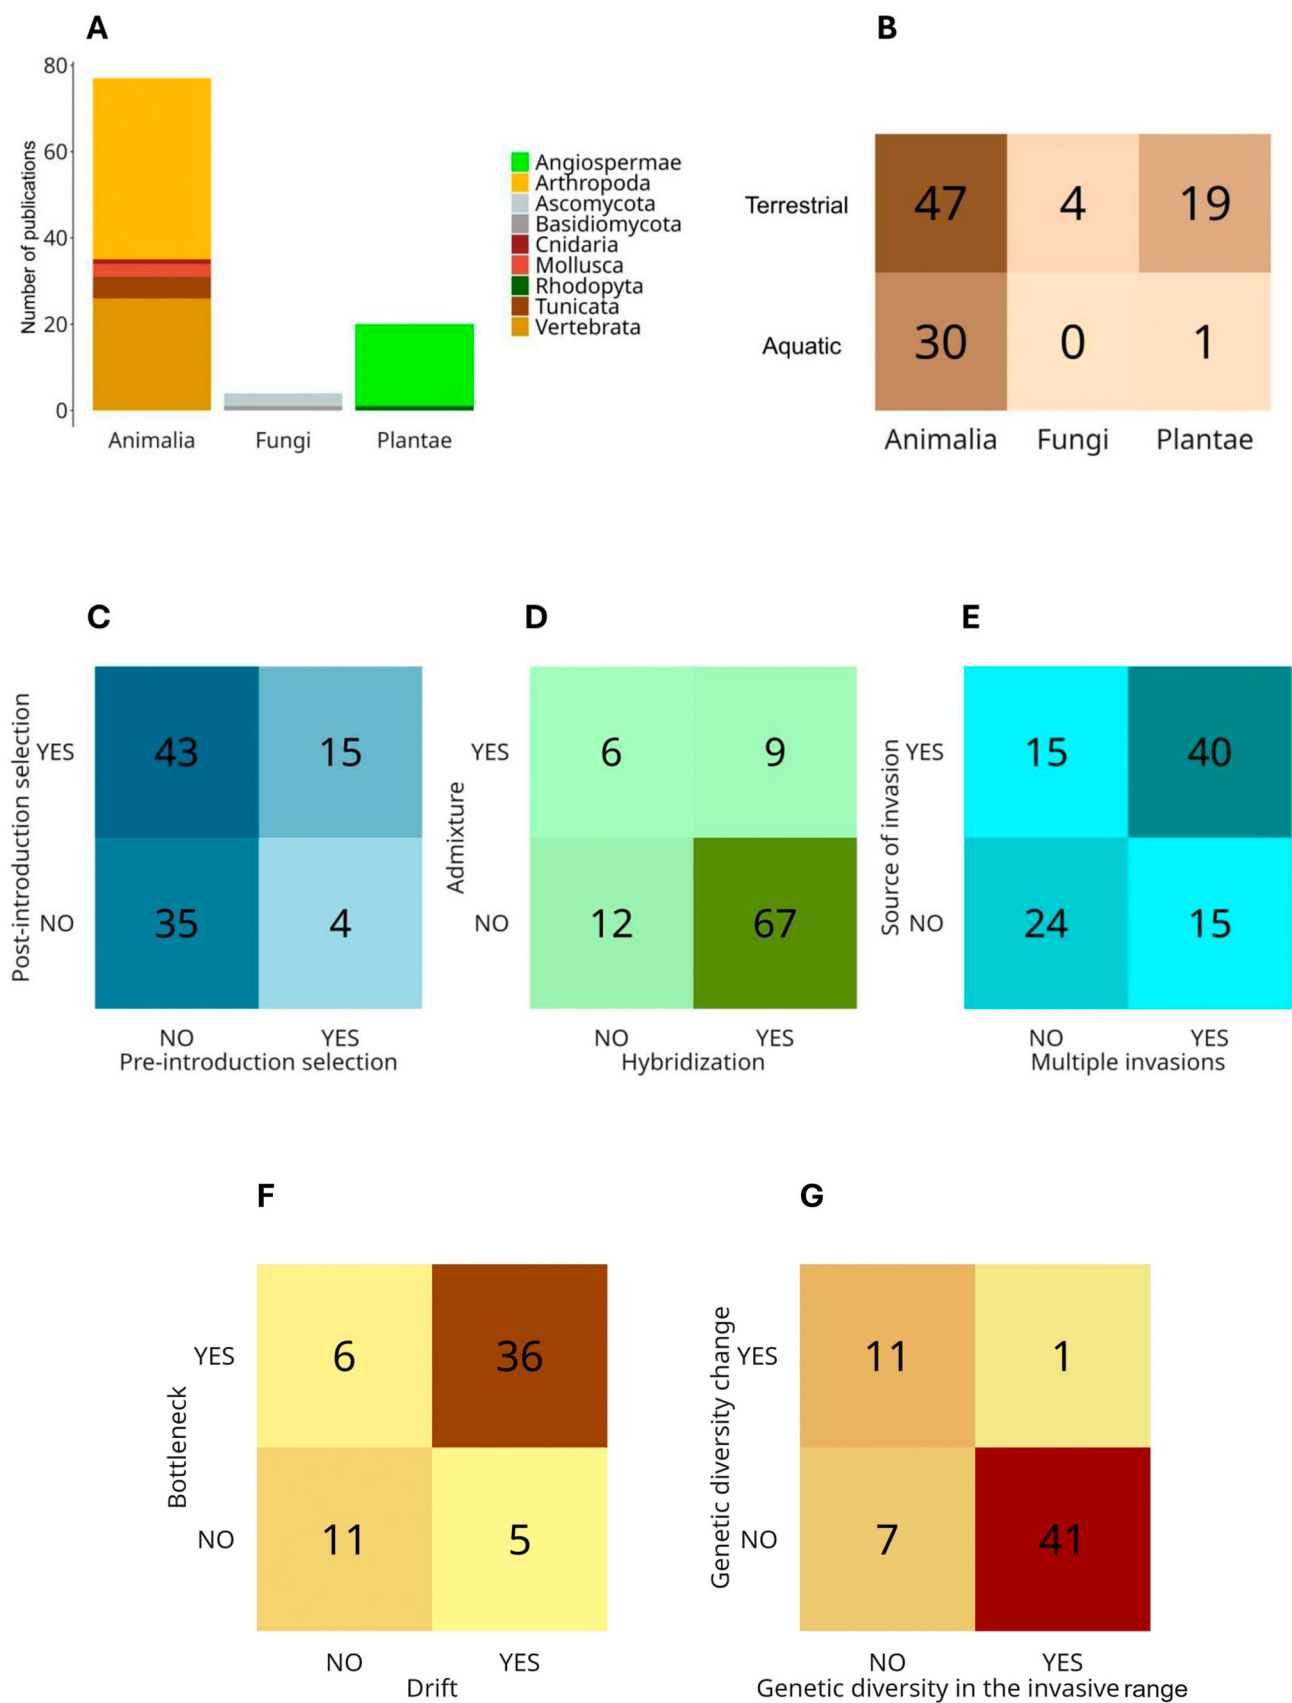 A
B
80
60
40
20
0
Number of publications
Animalia
Fungi
Plantae
Angiospermae
Arthropoda
Ascomycota
Basidiomycota
Cnidaria
Mollusca
Rhodopyta
Tunicata
Vertebrata
Terrestrial
47
4
19
Aquatic
30
0
1
Animalia
Fungi
Plantae
C
Post-introduction selection
YES
43
15
NO
35
4
NO
YES
Pre-introduction selection
D
Admixture
YES
6
9
NO
12
67
NO
YES
Hybridization
E
Source of invasion
YES
15
40
NO
24
15
NO
YES
Multiple invasions
F
Bottleneck
YES
6
36
NO
11
5
NO
YES
Drift
G
Genetic diversity change
YES
11
1
NO
7
41
NO
YES
Genetic diversity in the invasive range